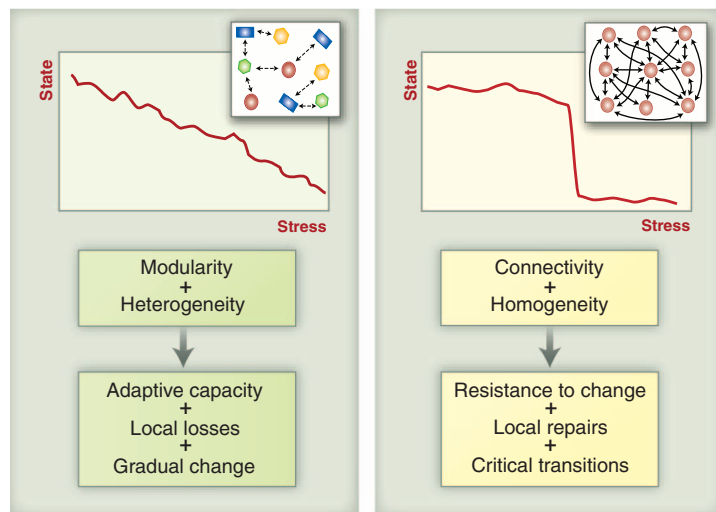 State
Stress
Modularity
+
Heterogeneity
Adaptive capacity
+
Local losses
+
Gradual change
State
Stress
Connectivity
+
Homogeneity
Resistance to change
+
Local repairs
+
Critical transitions